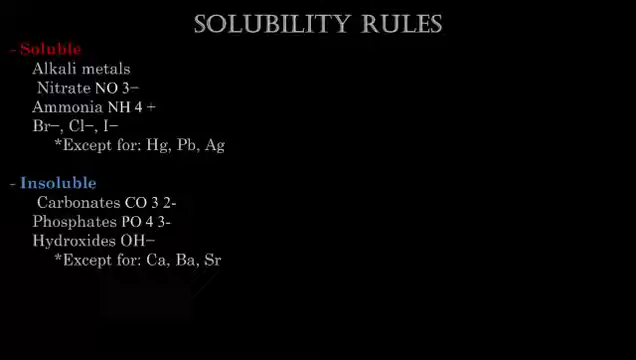 SOLUBILITY RULES
- Soluble
Alkali metals
Nitrate NO 3−
Ammonia NH 4 +
Br−, Cl−, I−
*Except for: Hg, Pb, Ag
- Insoluble
Carbonates CO 3 2-
Phosphates PO 4 3-
Hydroxides OH−
*Except for: Ca, Ba, Sr